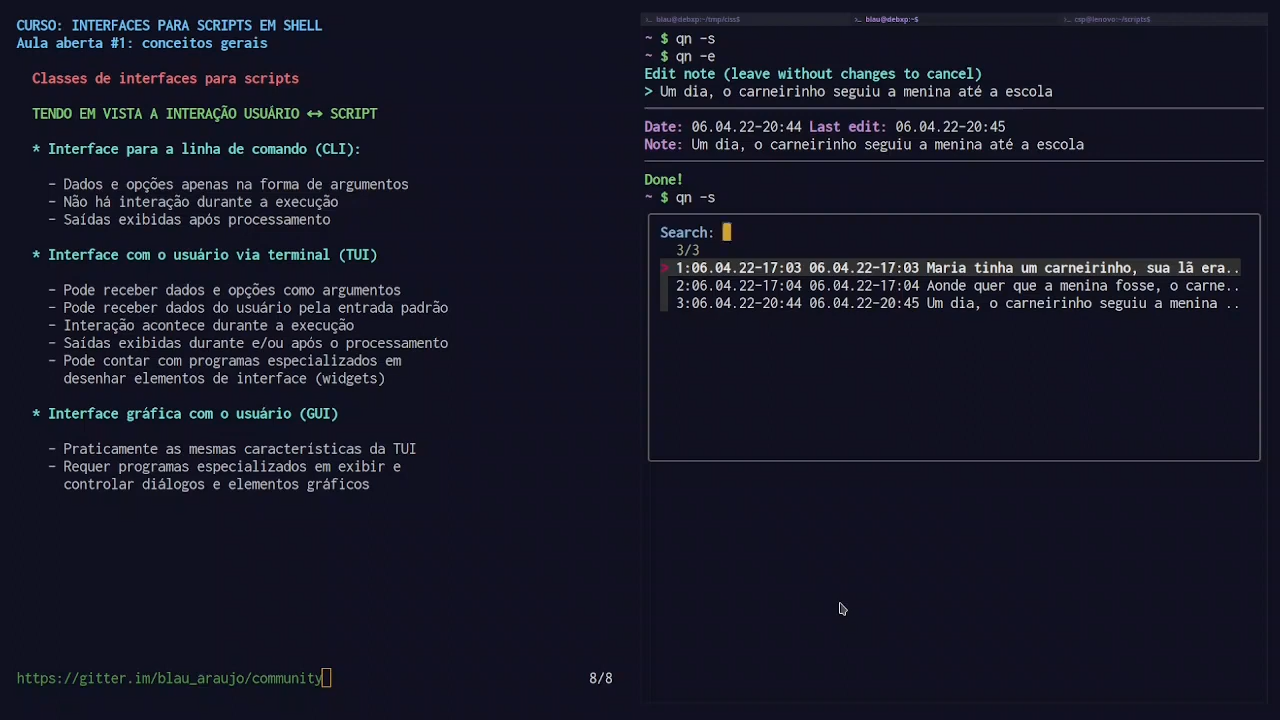 CURSO: INTERFACES PARA SCRIPTS EM SHELL
Aula aberta #1: conceitos gerais
Classes de interfaces para scripts
TENDO EM VISTA A INTERAÇÃO USUÁRIO ↔ SCRIPT
* Interface para a linha de comando (CLI):
- Dados e opções apenas na forma de argumentos
- Não há interação durante a execução
- Saídas exibidas após processamento
* Interface com o usuário via terminal (TUI)
- Pode receber dados e opções como argumentos
- Pode receber dados do usuário pela entrada padrão
- Interação acontece durante a execução
- Saídas exibidas durante e/ou após o processamento
- Pode contar com programas especializados em
desenhar elementos de interface (widgets)
* Interface gráfica com o usuário (GUI)
- Praticamente as mesmas características da TUI
- Requer programas especializados em exibir e
controlar diálogos e elementos gráficos
https://gitter.im/blau_araujo/community
8/8
blau@debxp:~/tmp/ciss$
blau@debxp:~$
csp@lenovo:~/scripts$
~ $ qn -s
~ $ qn -e
Edit note (leave without changes to cancel)
> Um dia, o carneirinho seguiu a menina até a escola
Date: 06.04.22-20:44 Last edit: 06.04.22-20:45
Note: Um dia, o carneirinho seguiu a menina até a escola
Done!
~ $ qn -s
Search:
3/3
> 1:06.04.22-17:03 06.04.22-17:03 Maria tinha um carneirinho, sua lã era..
2:06.04.22-17:04 06.04.22-17:04 Aonde quer que a menina fosse, o carne..
3:06.04.22-20:44 06.04.22-20:45 Um dia, o carneirinho seguiu a menina ..